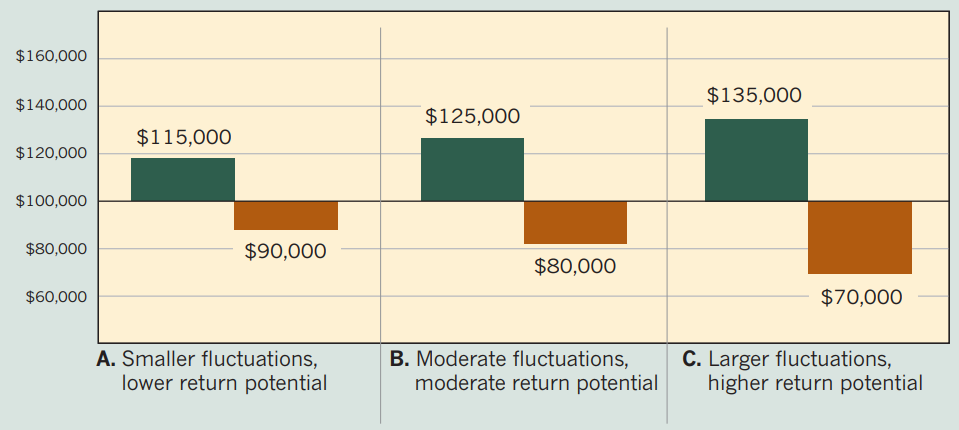 $160,000
$140,000
$120,000
$100,000
$80,000
$60,000
$115,000
$90,000
$125,000
$80,000
$135,000
$70,000
A. Smaller fluctuations,
lower return potential
B. Moderate fluctuations,
moderate return potential
C. Larger fluctuations,
higher return potential